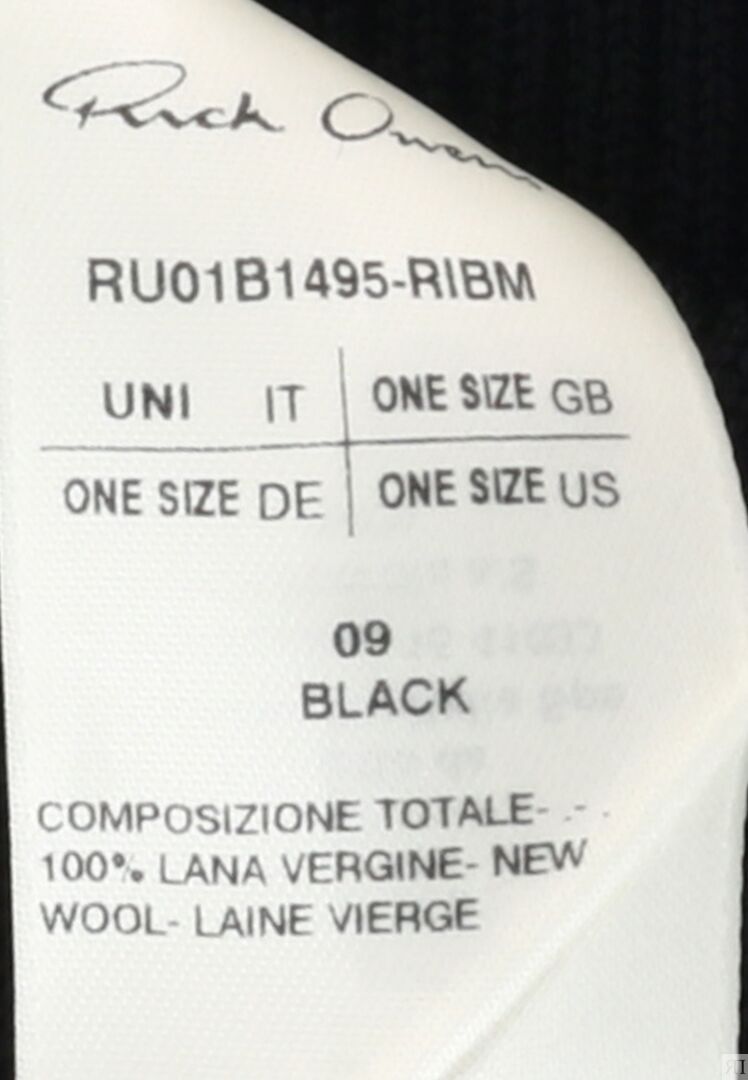 Rick Owens
RU01B1495-RIBM
UNI IT ONE SIZE GB
ONE SIZE DE ONE SIZE US
09
BLACK
COMPOSIZIONE TOTALE- .- .
100% LANA VERGINE- NEW
WOOL- LAINE VIERGE